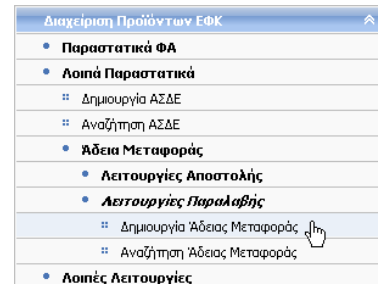 Διαχείριση Προϊόντων ΕΦΚ
Παραστατικά ΦΑ
Λοιπά Παραστατικά
Δημιουργία ΑΣΔΕ
Αναζήτηση ΑΣΔΕ
Άδεια Μεταφοράς
Λειτουργίες Αποστολής
Λειτουργίες Παραλαβής
Δημιουργία Άδειας Μεταφοράς
Αναζήτηση Άδειας Μεταφοράς
Λοιπές Λειτουργίες